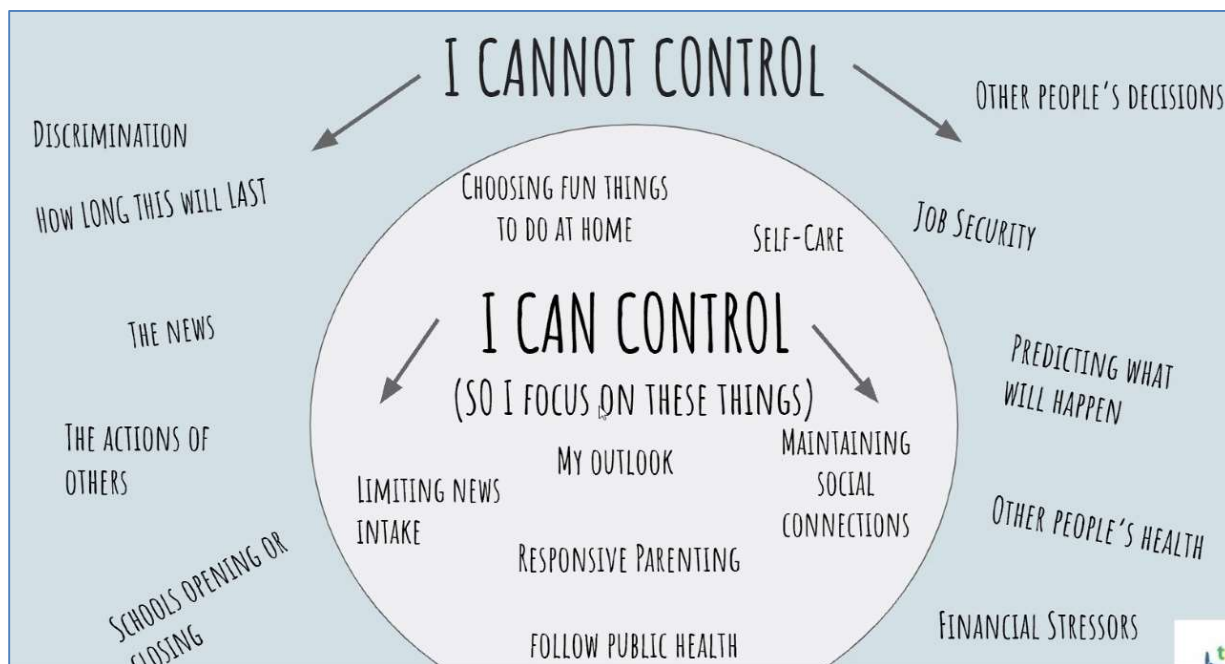 I CANNOT CONTROL
DISCRIMINATION
HOW LONG THIS WILL LAST
THE NEWS
THE ACTIONS OF
OTHERS
SCHOOLS OPENING OR
CLOSING
CHOOSING FUN THINGS
TO DO AT HOME
SELF-CARE
I CAN CONTROL
(SO I FOCUS ON THESE THINGS)
MY OUTLOOK
LIMITING NEWS
INTAKE
MAINTAINING
SOCIAL
CONNECTIONS
RESPONSIVE PARENTING
FOLLOW PUBLIC HEALTH
OTHER PEOPLE'S DECISIONS
JOB SECURITY
PREDICTING WHAT
WILL HAPPEN
OTHER PEOPLE'S HEALTH
FINANCIAL STRESSORS